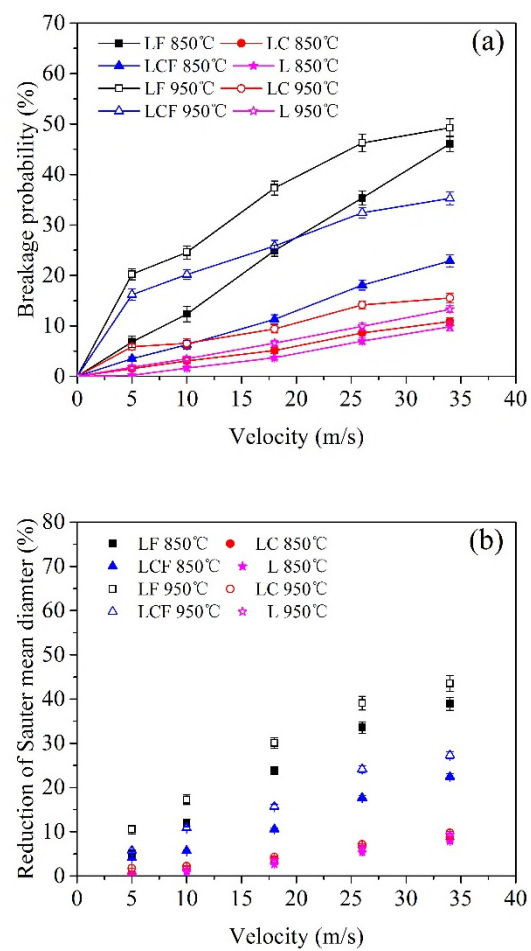 70
(a)
60
LF 850℃ LC 850℃
LCF 850℃ L 850℃
50
LF 950℃ LC 950℃
LCF 950℃ L 950℃
40
30
20
10
0
Breakage probability (%)
0 5 10 15 20 25 30 35 40
Velocity (m/s)
80
(b)
LF 850℃ LC 850℃
70
LCF 850℃ L 850℃
LF 950℃ LC 950℃
60
LCF 950℃ L 950℃
50
40
30
20
10
0
Reduction of Sauter mean diamter (%)
0 5 10 15 20 25 30 35 40
Velocity (m/s)